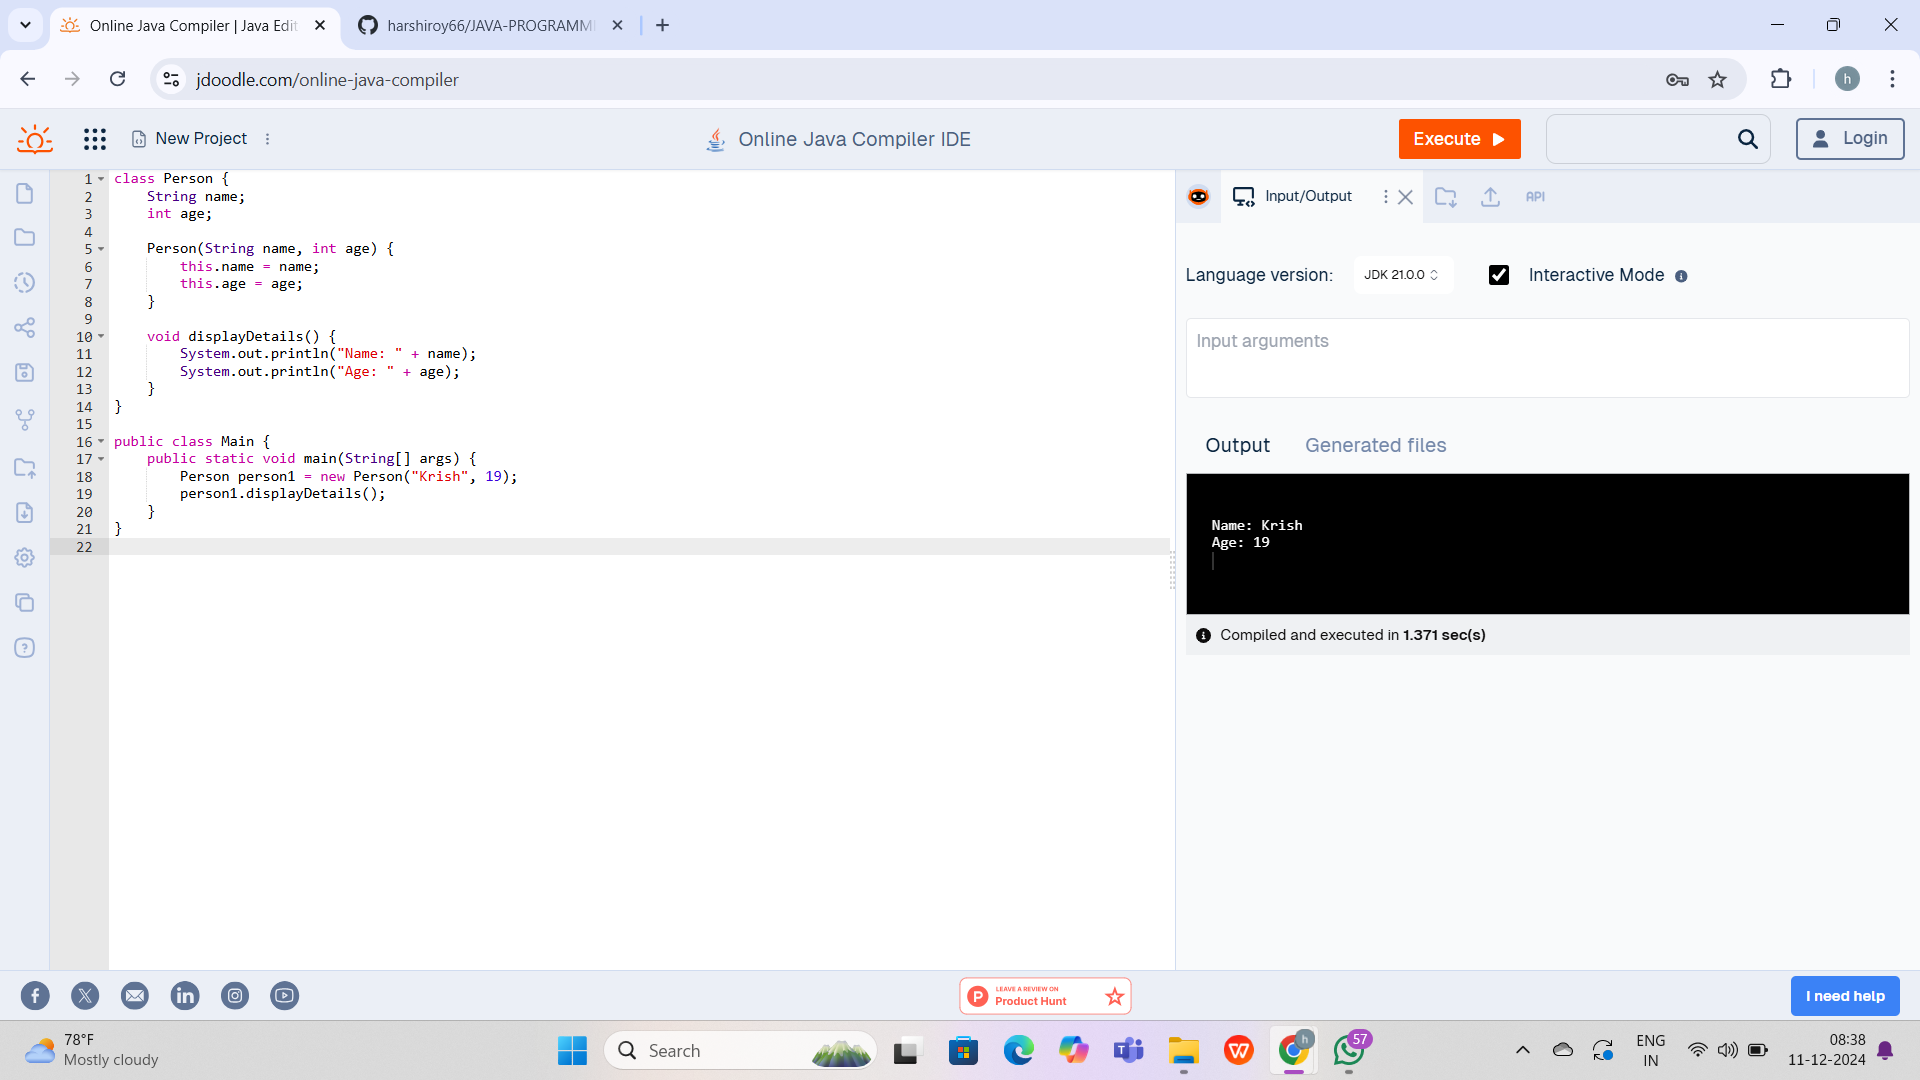 Online Java Compiler | Java Edit
harshiroy66/JAVA-PROGRAMMI
jdoodle.com/online-java-compiler
h
New Project
Online Java Compiler IDE
Execute
Login
1 class Person {
2     String name;
3     int age;
4
5     Person(String name, int age) {
6         this.name = name;
7         this.age = age;
8     }
9
10     void displayDetails() {
11         System.out.println("Name: " + name);
12         System.out.println("Age: " + age);
13     }
14 }
15
16 public class Main {
17     public static void main(String[] args) {
18         Person person1 = new Person("Krish", 19);
19         person1.displayDetails();
20     }
21 }
22
Input/Output
API
Language version:
JDK 21.0.0
Interactive Mode
Input arguments
Output
Generated files
Name: Krish
Age: 19
Compiled and executed in 1.371 sec(s)
LEAVE A REVIEW ON
Product Hunt
I need help
78°F
Mostly cloudy
Search
h
57
ENG
IN
08:38
11-12-2024